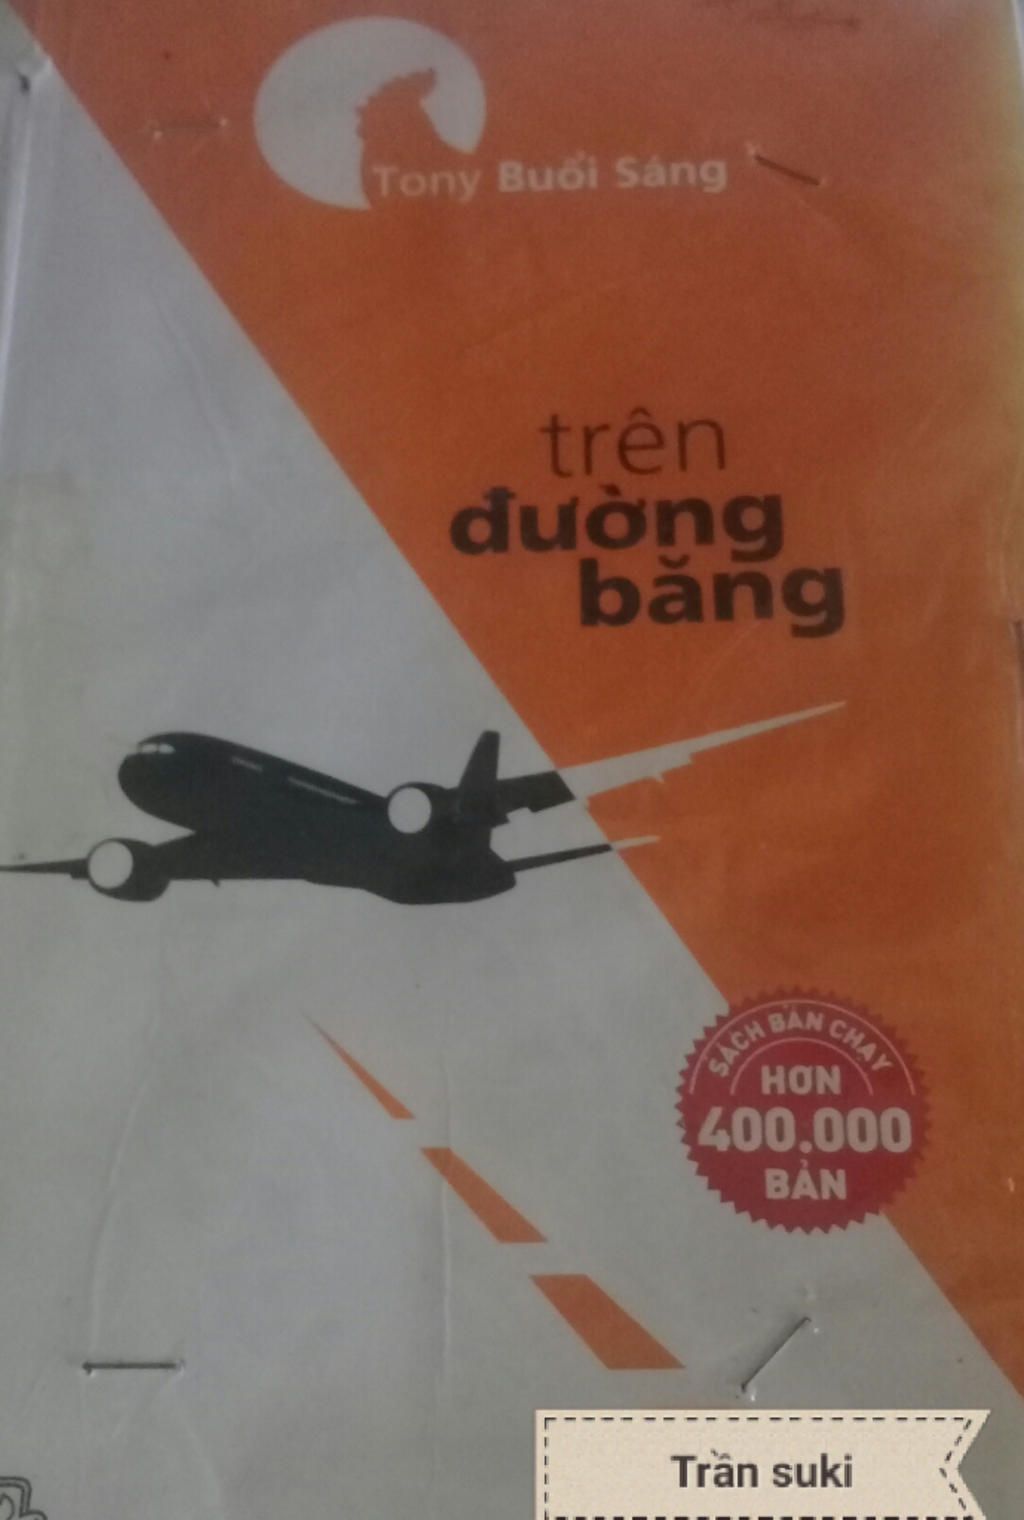 Tony Buổi Sáng
trên
đường
băng
SÁCH BÁN CHẠY
HƠN
400.000
BẢN
Trần suki